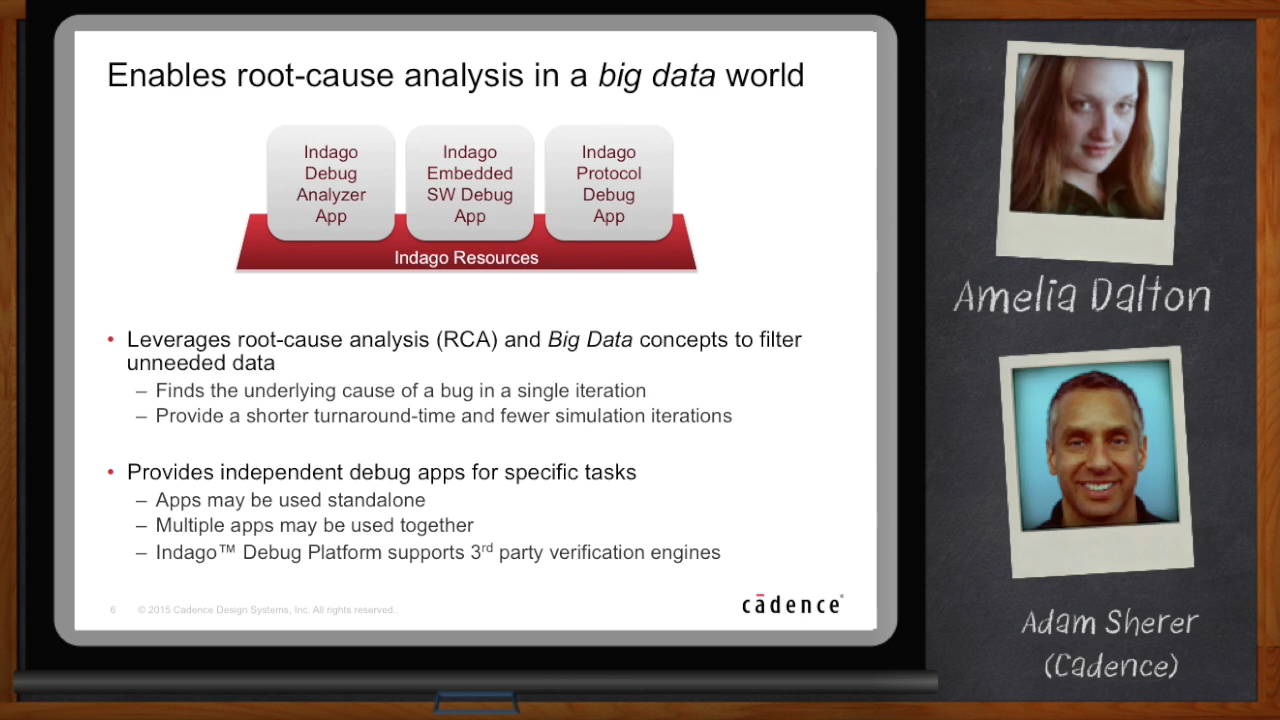 Enables root-cause analysis in a big data world
Indago
Debug
Analyzer
App
Indago
Embedded
SW Debug
App
Indago
Protocol
Debug
App
Indago Resources
• Leverages root-cause analysis (RCA) and Big Data concepts to filter
unneeded data
– Finds the underlying cause of a bug in a single iteration
– Provide a shorter turnaround-time and fewer simulation iterations
• Provides independent debug apps for specific tasks
– Apps may be used standalone
– Multiple apps may be used together
– Indago™ Debug Platform supports 3rd party verification engines
6 © 2015 Cadence Design Systems, Inc. All rights reserved..
cādence®
Amelia Dalton
Adam Sherer
(Cadence)